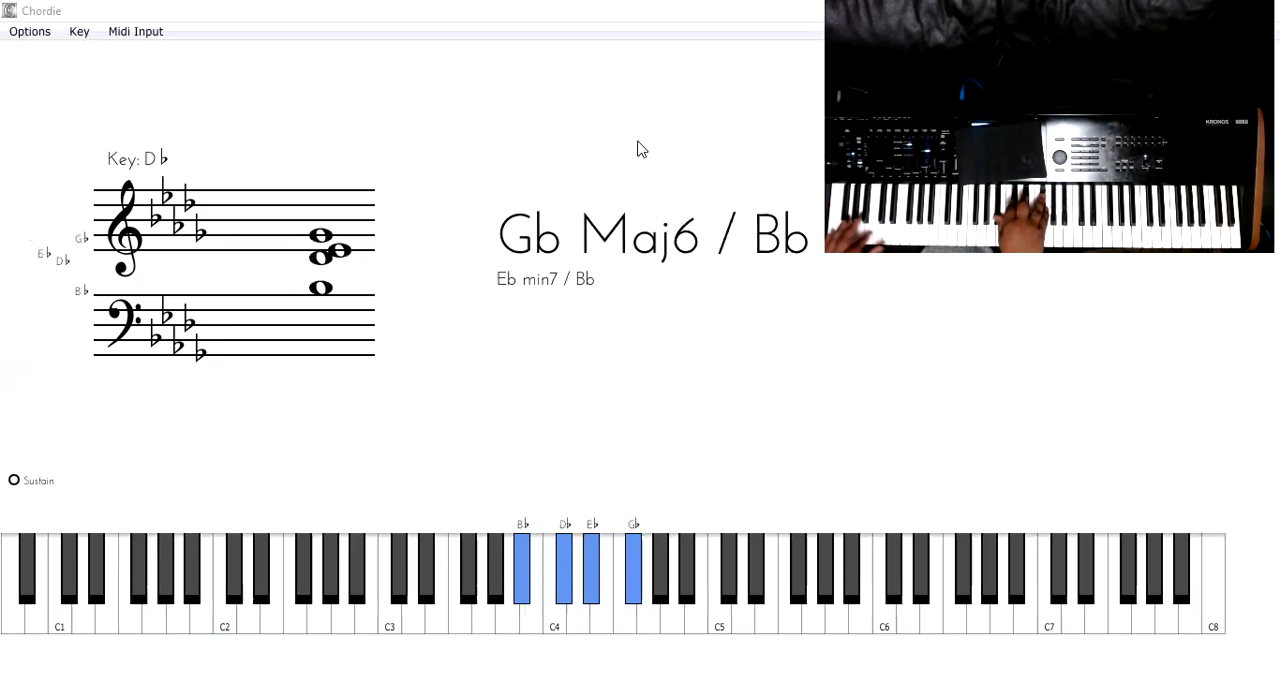 Chordie
Options Key Midi Input
KRONOS KORG
Key: D♭
G♭
E♭ D♭
B♭
Gb Maj6 / Bb
Eb min7 / Bb
Sustain
B♭ D♭ E♭ G♭
C1 C2 C3 C4 C5 C6 C7 C8